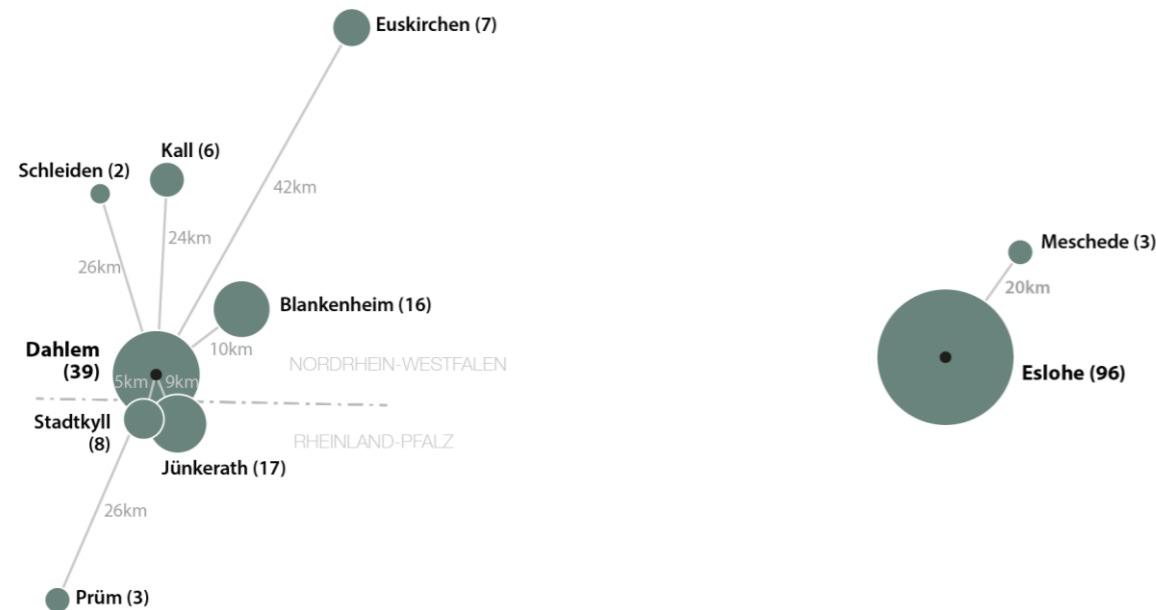 Euskirchen (7)
Kall (6)
Schleiden (2)
42km
24km
Meschede (3)
26km
20km
Blankenheim (16)
10km
Dahlem
(39)
NORDRHEIN-WESTFALEN
5km
9km
Eslohe (96)
Stadtkyll
(8)
RHEINLAND-PFALZ
Jünkerath (17)
26km
Prüm (3)